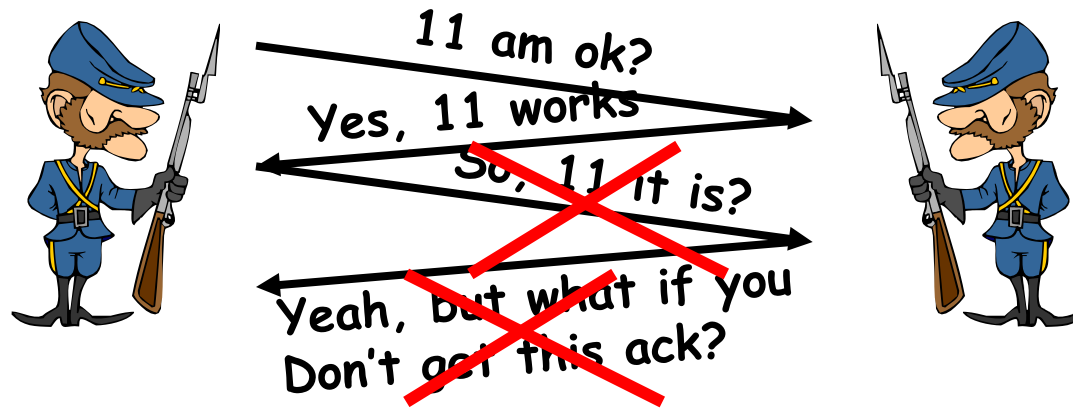 11 am ok?
Yes, 11 works
So, 11 it is?
Yeah, but what if you
Don't get this ack?